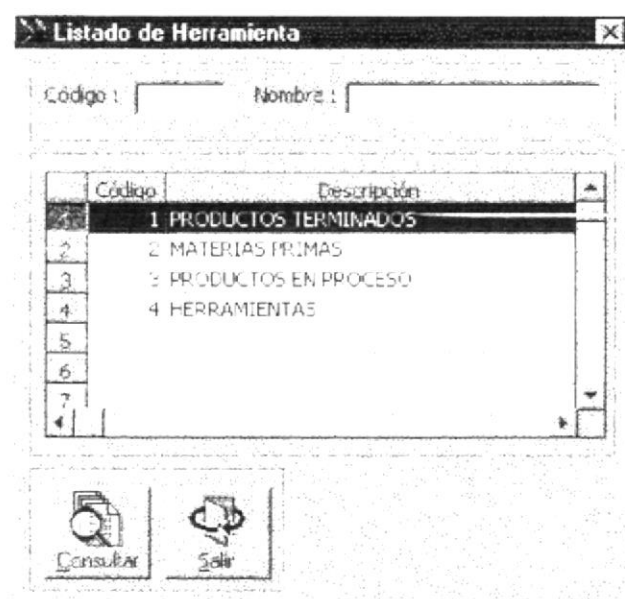 Listado de Herramienta
Código : Nombre :
Código Descripción
1 1 PRODUCTOS TERMINADOS
2 2 MATERIAS PRIMAS
3 3 PRODUCTOS EN PROCESO
4 4 HERRAMIENTAS
5
6
7
Consultar Salir